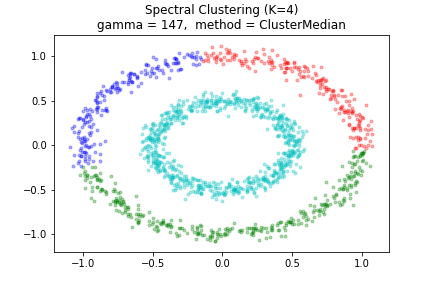 Spectral Clustering (K=4)
gamma = 147,  method = ClusterMedian
1.0
0.5
0.0
−0.5
−1.0
−1.0 −0.5 0.0 0.5 1.0